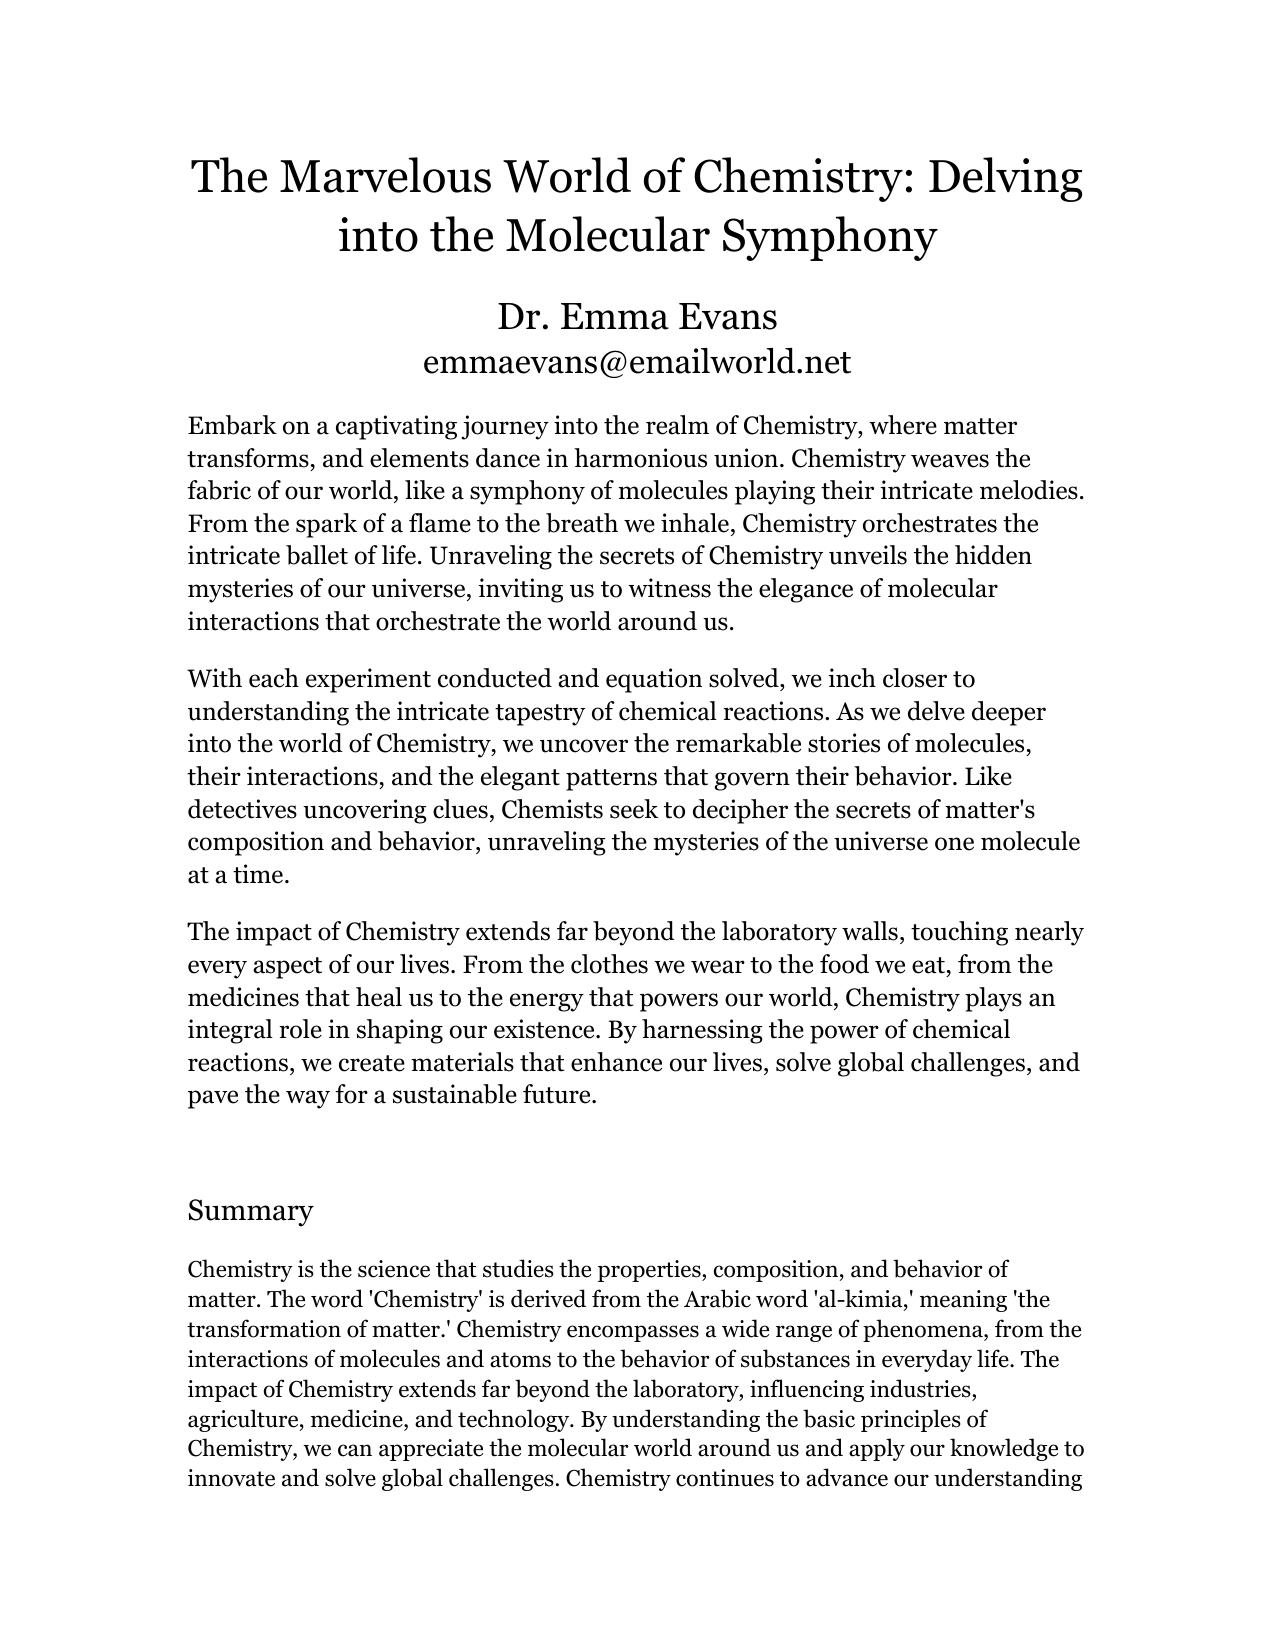 The Marvelous World of Chemistry: Delving
into the Molecular Symphony
Dr. Emma Evans
emmaevans@emailworld.net
Embark on a captivating journey into the realm of Chemistry, where matter
transforms, and elements dance in harmonious union. Chemistry weaves the
fabric of our world, like a symphony of molecules playing their intricate melodies.
From the spark of a flame to the breath we inhale, Chemistry orchestrates the
intricate ballet of life. Unraveling the secrets of Chemistry unveils the hidden
mysteries of our universe, inviting us to witness the elegance of molecular
interactions that orchestrate the world around us.
With each experiment conducted and equation solved, we inch closer to
understanding the intricate tapestry of chemical reactions. As we delve deeper
into the world of Chemistry, we uncover the remarkable stories of molecules,
their interactions, and the elegant patterns that govern their behavior. Like
detectives uncovering clues, Chemists seek to decipher the secrets of matter's
composition and behavior, unraveling the mysteries of the universe one molecule
at a time.
The impact of Chemistry extends far beyond the laboratory walls, touching nearly
every aspect of our lives. From the clothes we wear to the food we eat, from the
medicines that heal us to the energy that powers our world, Chemistry plays an
integral role in shaping our existence. By harnessing the power of chemical
reactions, we create materials that enhance our lives, solve global challenges, and
pave the way for a sustainable future.
Summary
Chemistry is the science that studies the properties, composition, and behavior of
matter. The word 'Chemistry' is derived from the Arabic word 'al-kimia,' meaning 'the
transformation of matter.' Chemistry encompasses a wide range of phenomena, from the
interactions of molecules and atoms to the behavior of substances in everyday life. The
impact of Chemistry extends far beyond the laboratory, influencing industries,
agriculture, medicine, and technology. By understanding the basic principles of
Chemistry, we can appreciate the molecular world around us and apply our knowledge to
innovate and solve global challenges. Chemistry continues to advance our understanding